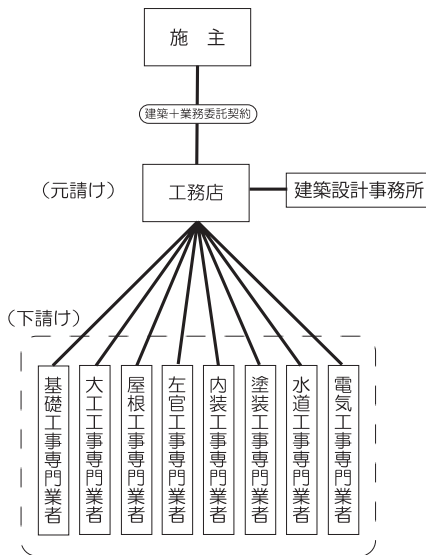 施 主
建築+業務委託契約
(元請け)
工務店
建築設計事務所
(下請け)
基礎工事専門業者
大工工事専門業者
屋根工事専門業者
左官工事専門業者
内装工事専門業者
塗装工事専門業者
水道工事専門業者
電気工事専門業者